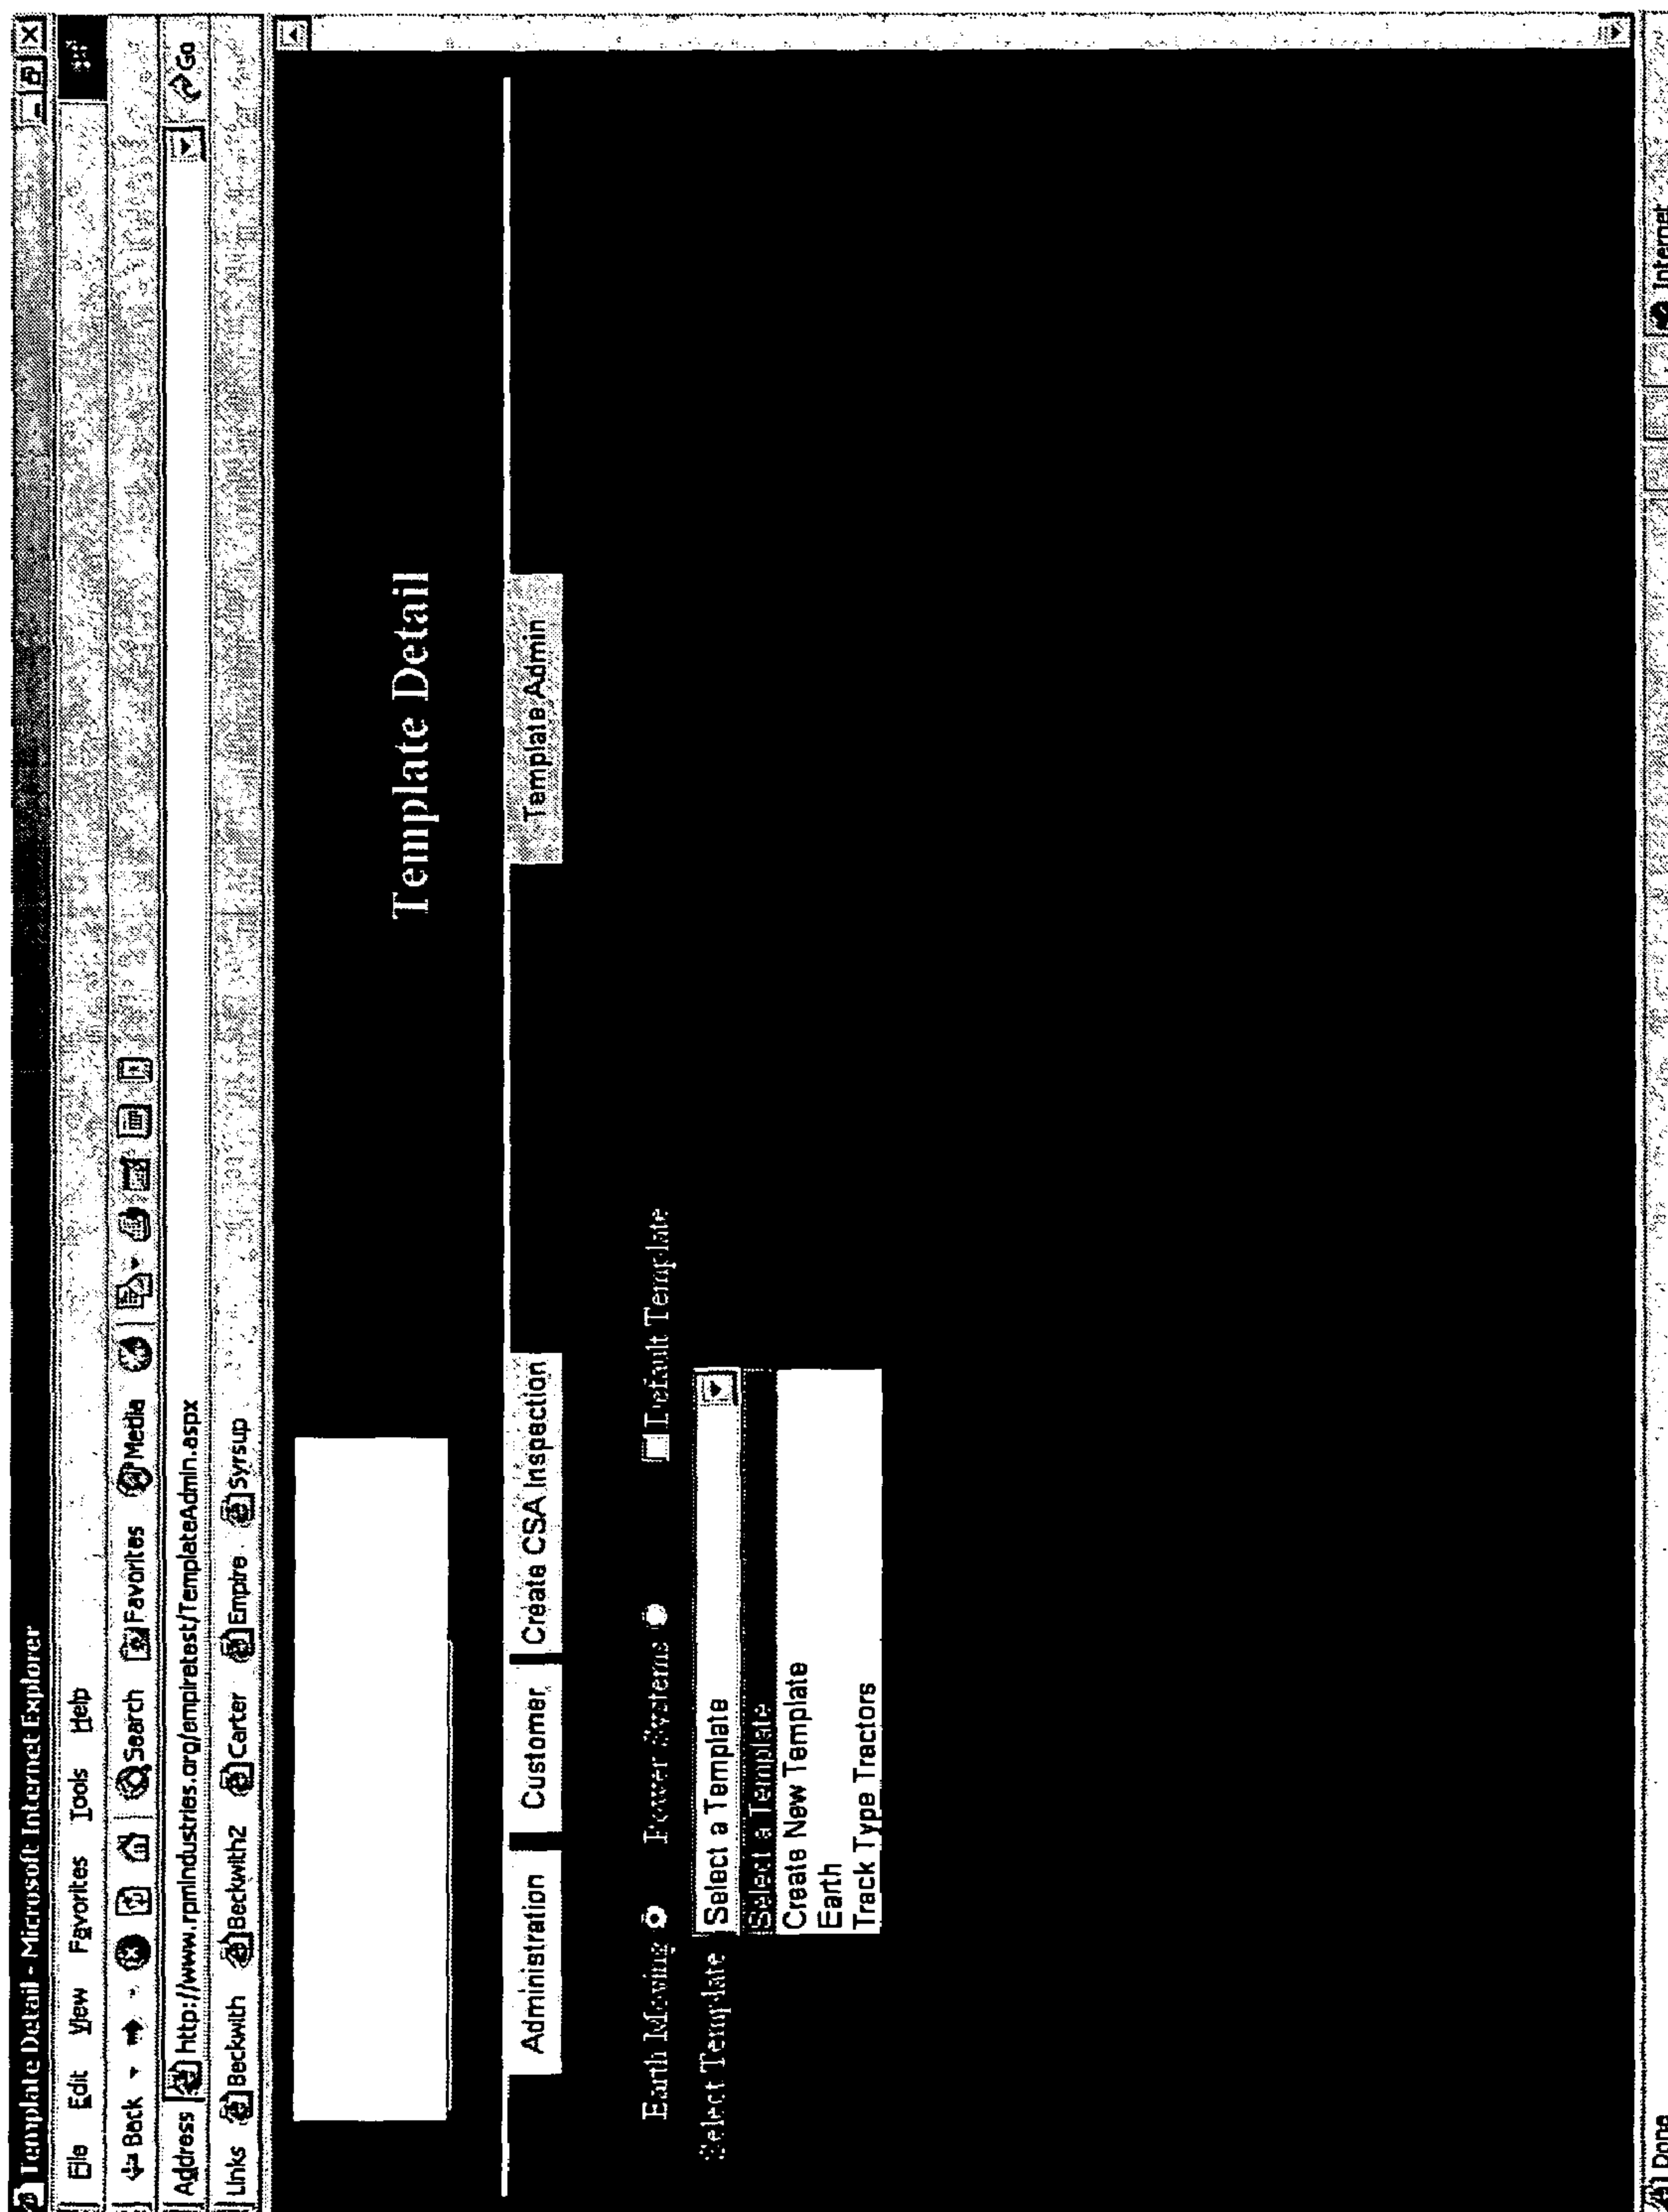 Template Detail - Microsoft Internet Explorer
File Edit View Favorites Tools Help
Back Search Favorites Media
Address http://www.rpmindustries.org/empiretest/TemplateAdmin.aspx Go
Links Beckwith Beckwith2 Carter Empire Syrsup
Template Detail
Administration Customer Create CSA Inspection Template Admin
Earth Moving Power Systems Default Template
Select Template Select a Template
Select a Template
Create New Template
Earth
Track Type Tractors
Done Internet